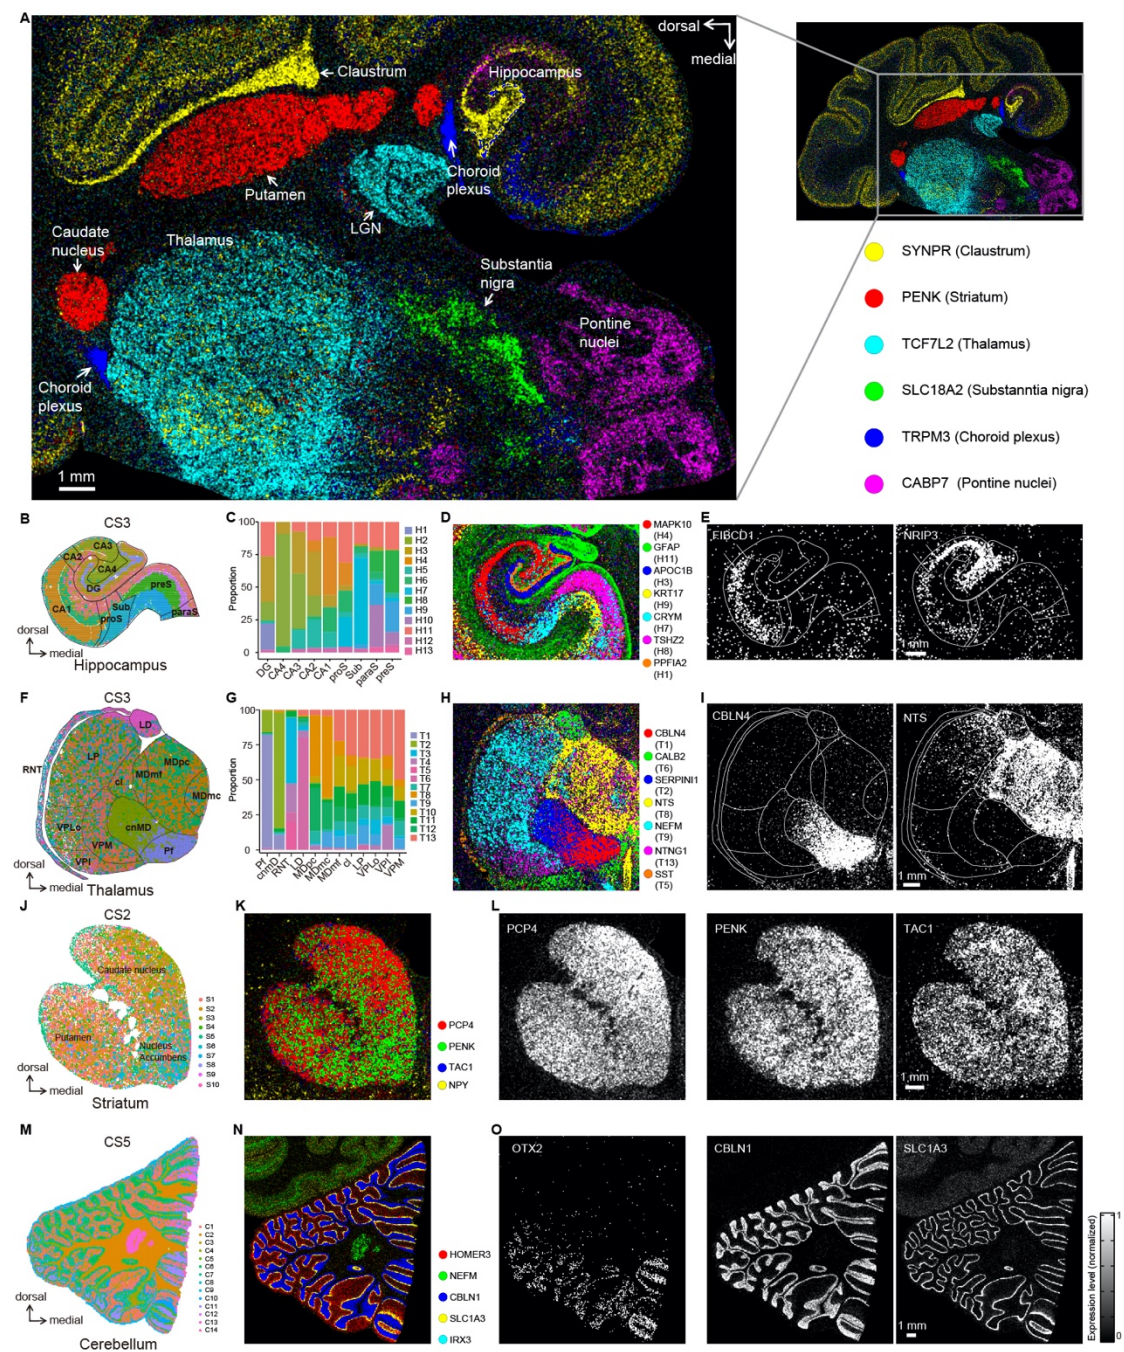 A
dorsal
medial
Claustrum
Hippocampus
Choroid
plexus
Putamen
LGN
Caudate
nucleus
Thalamus
Substantia
nigra
Pontine
nuclei
Choroid
plexus
1 mm
SYNPR (Claustrum)
PENK (Striatum)
TCF7L2 (Thalamus)
SLC18A2 (Substanntia nigra)
TRPM3 (Choroid plexus)
CABP7 (Pontine nuclei)
B
CS3
CA3
CA2
CA4
DG
CA1
Sub
proS
preS
paraS
dorsal
medial
Hippocampus
C
Proportion
100
75
50
25
0
DG
CA4
CA3
CA2
CA1
proS
Sub
paraS
preS
H1
H2
H3
H4
H5
H6
H7
H8
H9
H10
H11
H12
H13
D
MAPK10
(H4)
GFAP
(H11)
APOC1B
(H3)
KRT17
(H9)
CRYM
(H7)
TSHZ2
(H8)
PPFIA2
(H1)
E
FIBCD1
NRIP3
1 mm
F
CS3
LD
LP
MDpc
RNT
cl
MDmf
MDmc
cnMD
VPLo
VPM
Pf
VPI
dorsal
medial
Thalamus
G
Proportion
100
75
50
25
0
Pf
cnMD
RNT
LD
MDpc
MDmc
MDmf
cl
LP
VPLo
VPI
VPM
T1
T2
T3
T4
T5
T6
T7
T8
T9
T10
T11
T12
T13
H
CBLN4
(T1)
CALB2
(T6)
SERPINI1
(T2)
NTS
(T8)
NEFM
(T9)
NTNG1
(T13)
SST
(T5)
I
CBLN4
NTS
1 mm
J
CS2
Caudate nucleus
Putamen
Nucleus
Accumbens
S1
S2
S3
S4
S5
S6
S7
S8
S9
S10
dorsal
medial
Striatum
K
PCP4
PENK
TAC1
NPY
L
PCP4
PENK
TAC1
1 mm
M
CS5
C1
C2
C3
C4
C5
C6
C7
C8
C9
C10
C11
C12
C13
C14
dorsal
medial
Cerebellum
N
HOMER3
NEFM
CBLN1
SLC1A3
IRX3
O
OTX2
CBLN1
SLC1A3
1 mm
Expression level (normalized)
1
0